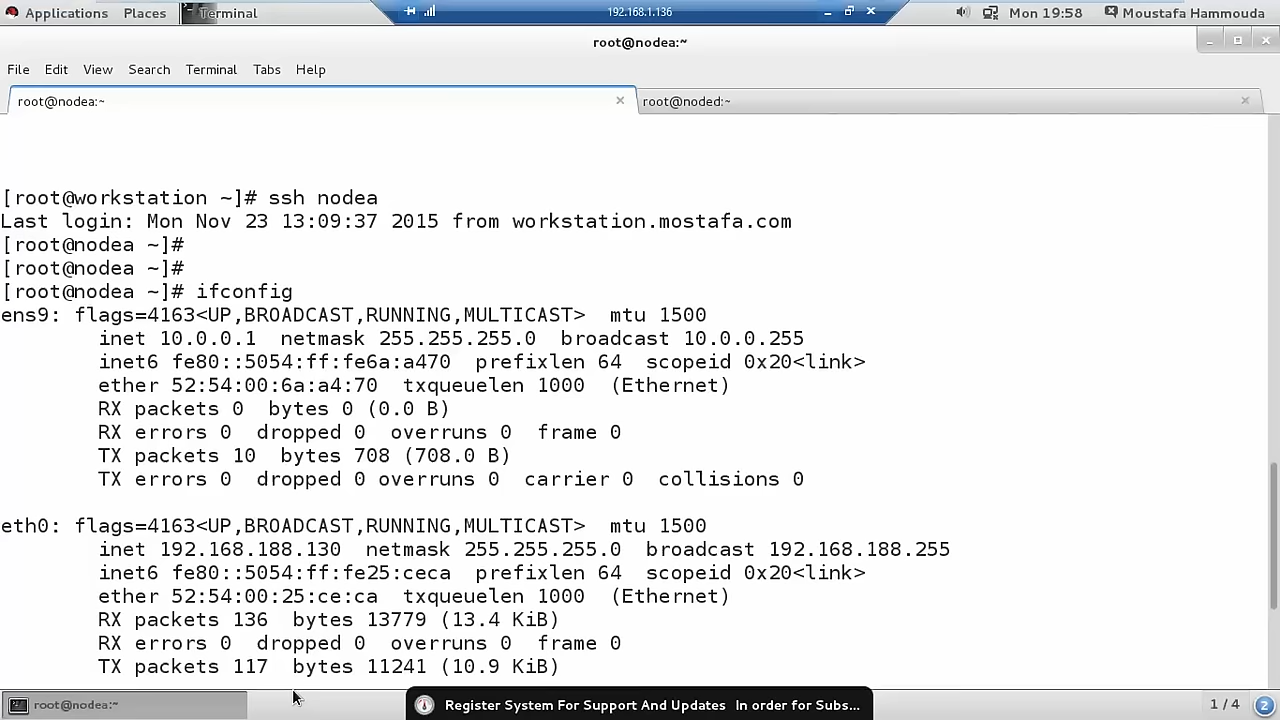 Applications Places Terminal 192.168.1.136 Mon 19:58 Moustafa Hammouda
root@nodea:~
File Edit View Search Terminal Tabs Help
root@nodea:~ root@noded:~
[root@workstation ~]# ssh nodea
Last login: Mon Nov 23 13:09:37 2015 from workstation.mostafa.com
[root@nodea ~]#
[root@nodea ~]#
[root@nodea ~]# ifconfig
ens9: flags=4163<UP,BROADCAST,RUNNING,MULTICAST>  mtu 1500
        inet 10.0.0.1  netmask 255.255.255.0  broadcast 10.0.0.255
        inet6 fe80::5054:ff:fe6a:a470  prefixlen 64  scopeid 0x20<link>
        ether 52:54:00:6a:a4:70  txqueuelen 1000  (Ethernet)
        RX packets 0  bytes 0 (0.0 B)
        RX errors 0  dropped 0  overruns 0  frame 0
        TX packets 10  bytes 708 (708.0 B)
        TX errors 0  dropped 0 overruns 0  carrier 0  collisions 0
eth0: flags=4163<UP,BROADCAST,RUNNING,MULTICAST>  mtu 1500
        inet 192.168.188.130  netmask 255.255.255.0  broadcast 192.168.188.255
        inet6 fe80::5054:ff:fe25:ceca  prefixlen 64  scopeid 0x20<link>
        ether 52:54:00:25:ce:ca  txqueuelen 1000  (Ethernet)
        RX packets 136  bytes 13779 (13.4 KiB)
        RX errors 0  dropped 0  overruns 0  frame 0
        TX packets 117  bytes 11241 (10.9 KiB)
root@nodea:~ Register System For Support And Updates In order for Subs... 1 / 4 2